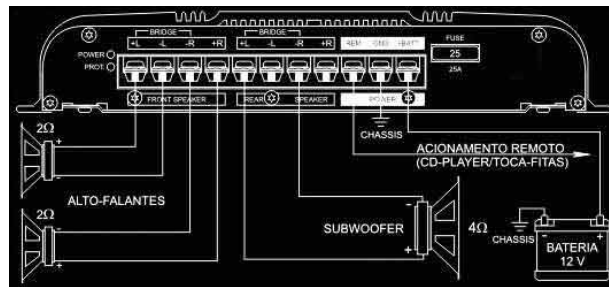 BRIDGE BRIDGE
+L -L -R +R +L -L -R +R REM GND +BATT
FUSE
25
25A
POWER
PROT.
FRONT SPEAKER REAR SPEAKER POWER
2Ω
+
-
ALTO-FALANTES
2Ω
-
+
CHASSIS
ACIONAMENTO REMOTO
(CD-PLAYER/TOCA-FITAS)
SUBWOOFER
-
+
4Ω
CHASSIS
- +
BATERIA
12 V